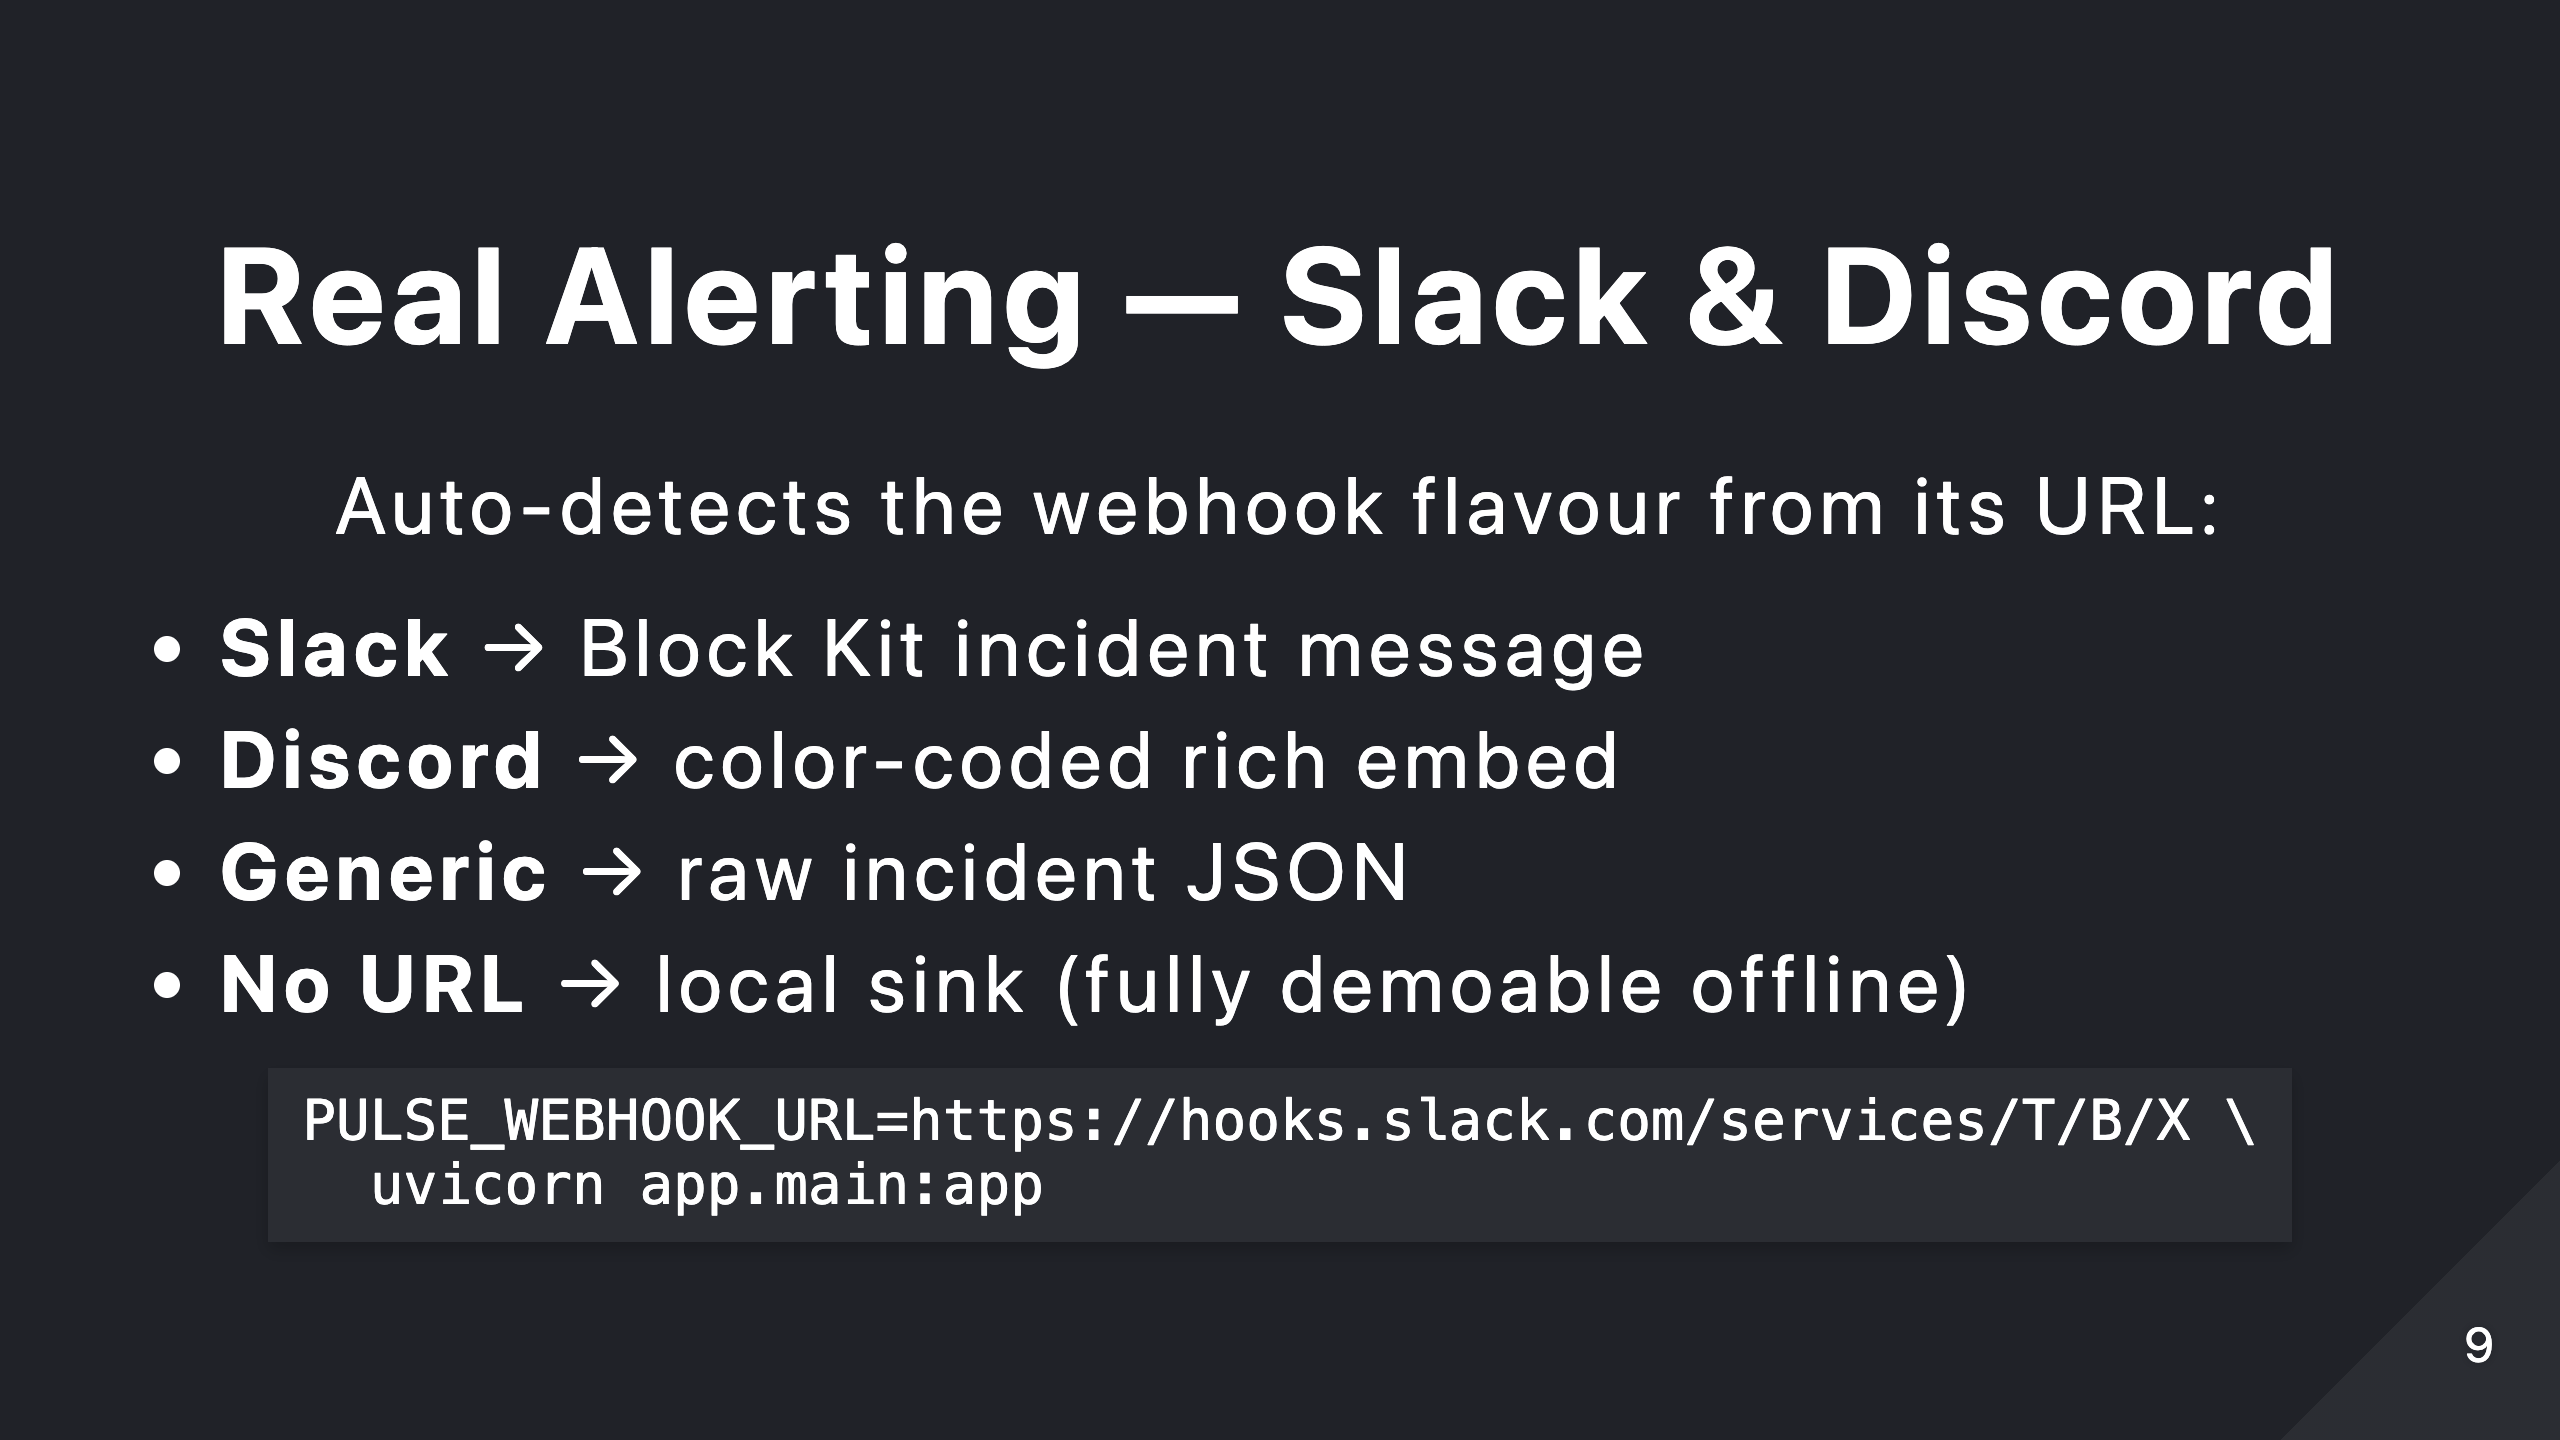 Real Alerting — Slack & Discord
Auto-detects the webhook flavour from its URL:
• Slack → Block Kit incident message
• Discord → color-coded rich embed
• Generic → raw incident JSON
• No URL → local sink (fully demoable offline)
PULSE_WEBHOOK_URL=https://hooks.slack.com/services/T/B/X \
  uvicorn app.main:app
9